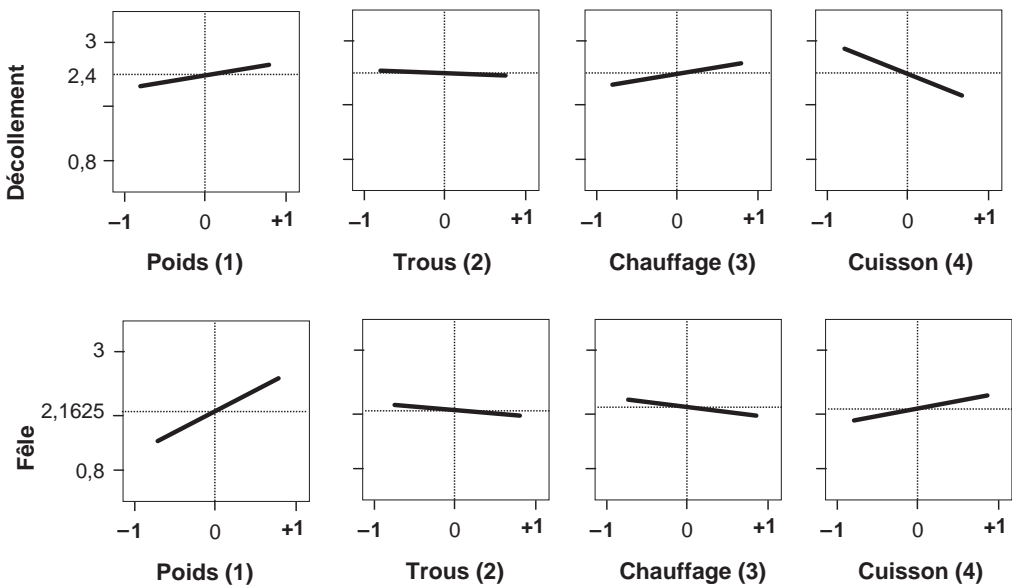 Décollement
3
2,4
0,8
–1 0 +1 –1 0 +1 –1 0 +1 –1 0 +1
Poids (1) Trous (2) Chauffage (3) Cuisson (4)
Fêle
3
2,1625
0,8
–1 0 +1 –1 0 +1 –1 0 +1 –1 0 +1
Poids (1) Trous (2) Chauffage (3) Cuisson (4)